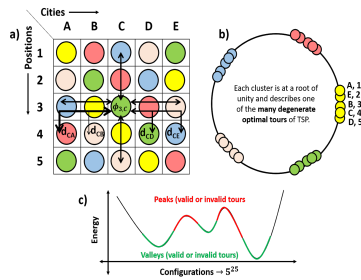 Cities
a)
A B C D E
Positions
1
2
3
ϕ3,C
4
dCA dCB dCD dCE
5
b)
Each cluster is at a root of
unity and describes one
of the many degenerate
optimal tours of TSP.
A, 1
E, 2
B, 3
C, 4
D, 5
c)
Energy
Peaks (valid or invalid tours)
Valleys (valid or invalid tours)
Configurations → 5^25